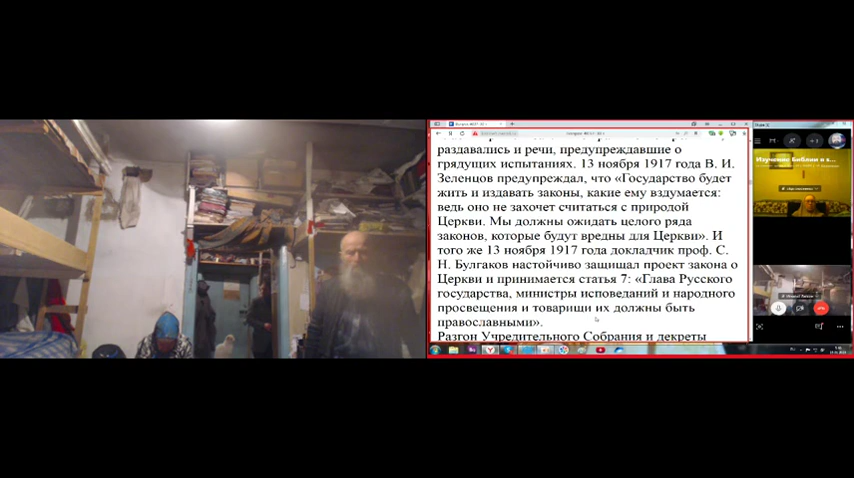 раздавались и речи, предупреждавшие о
грядущих испытаниях. 13 ноября 1917 года В. И.
Зеленцов предупреждал, что «Государство будет
жить и издавать законы, какие ему вздумается:
ведь оно не захочет считаться с природой
Церкви. Мы должны ожидать целого ряда
законов, которые будут вредны для Церкви». И
того же 13 ноября 1917 года докладчик проф. С.
Н. Булгаков настойчиво защищал проект закона о
Церкви и принимается статья 7: «Глава Русского
государства, министры исповеданий и народного
просвещения и товарищи их должны быть
православными».
Разгон Учредительного Собрания и декреты
Изучение Библии и в...